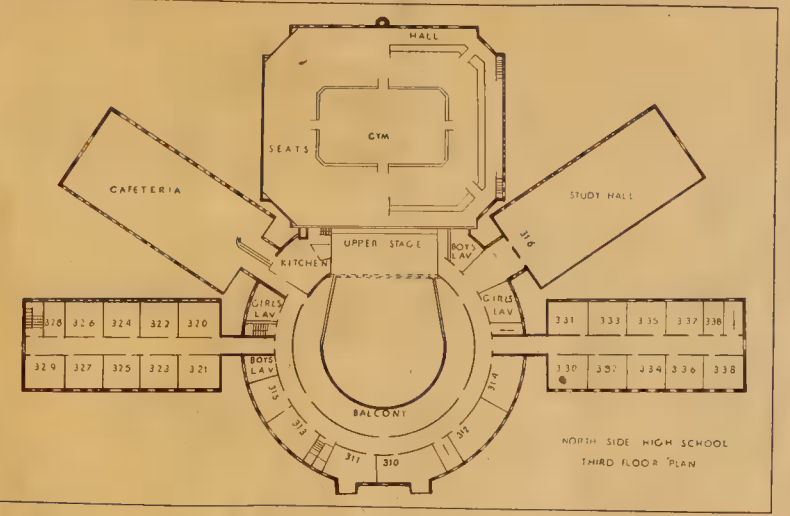 HALL
GYM
SEATS
CAFETERIA
STUDY HALL
316
UPPER STAGE
BOYS LAV
KITCHEN
GIRLS LAV
GIRLS LAV
328 326 324 322 320
331 333 335 337 338
329 327 325 323 321
BOYS LAV
330 392 334 336 338
315
314
BALCONY
313
312
311
310
NORTH SIDE HIGH SCHOOL
THIRD FLOOR PLAN